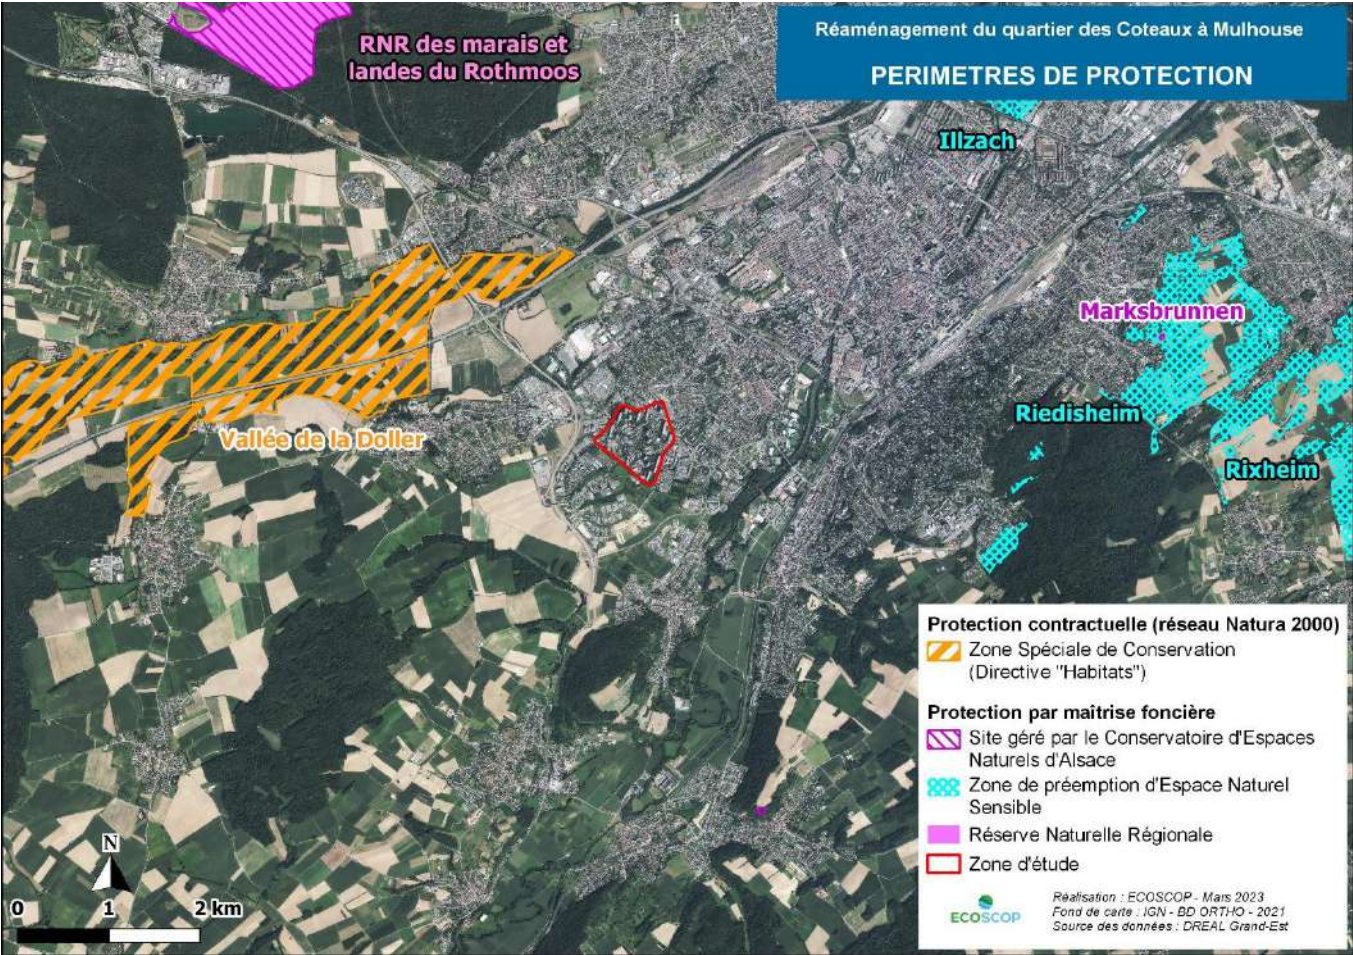 Réaménagement du quartier des Coteaux à Mulhouse
PERIMETRES DE PROTECTION
RNR des marais et
landes du Rothmoos
Illzach
Marksbrunnen
Riedisheim
Rixheim
Vallée de la Doller
Protection contractuelle (réseau Natura 2000)
Zone Spéciale de Conservation
(Directive "Habitats")
Protection par maîtrise foncière
Site géré par le Conservatoire d'Espaces
Naturels d'Alsace
Zone de préemption d'Espace Naturel
Sensible
Réserve Naturelle Régionale
Zone d'étude
ECOSCOP
Réalisation : ECOSCOP - Mars 2023
Fond de carte : IGN - BD ORTHO - 2021
Source des données : DREAL Grand-Est
N
0 1 2 km